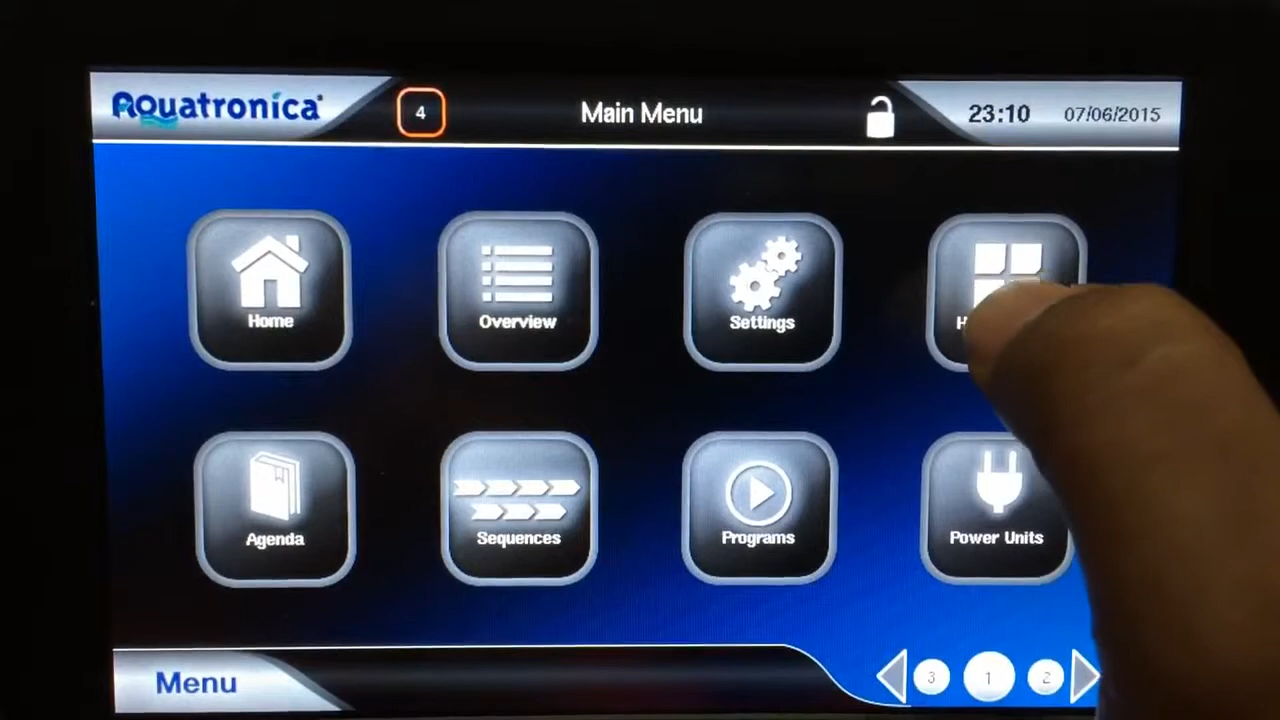 Aquatronica
4
Main Menu
23:10
07/06/2015
Home
Overview
Settings
Agenda
Sequences
Programs
Power Units
Menu
3
1
2